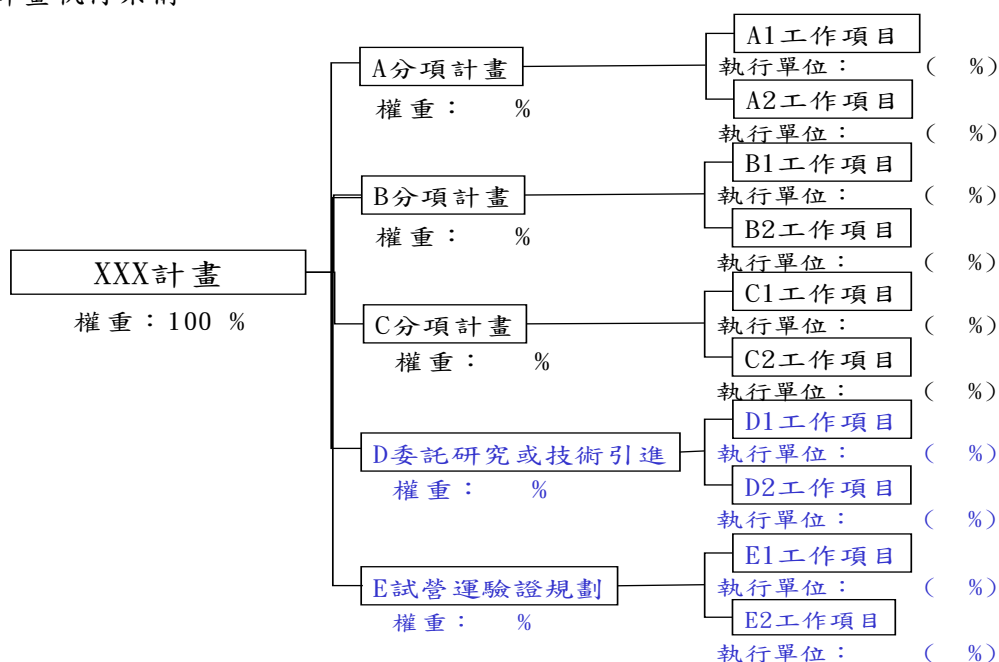 XXX計畫
權重：100 %
A分項計畫
權重： %
A1工作項目
執行單位： ( %)
A2工作項目
執行單位： ( %)
B分項計畫
權重： %
B1工作項目
執行單位： ( %)
B2工作項目
執行單位： ( %)
C分項計畫
權重： %
C1工作項目
執行單位： ( %)
C2工作項目
執行單位： ( %)
D委託研究或技術引進
權重： %
D1工作項目
執行單位： ( %)
D2工作項目
執行單位： ( %)
E試營運驗證規劃
權重： %
E1工作項目
執行單位： ( %)
E2工作項目
執行單位： ( %)